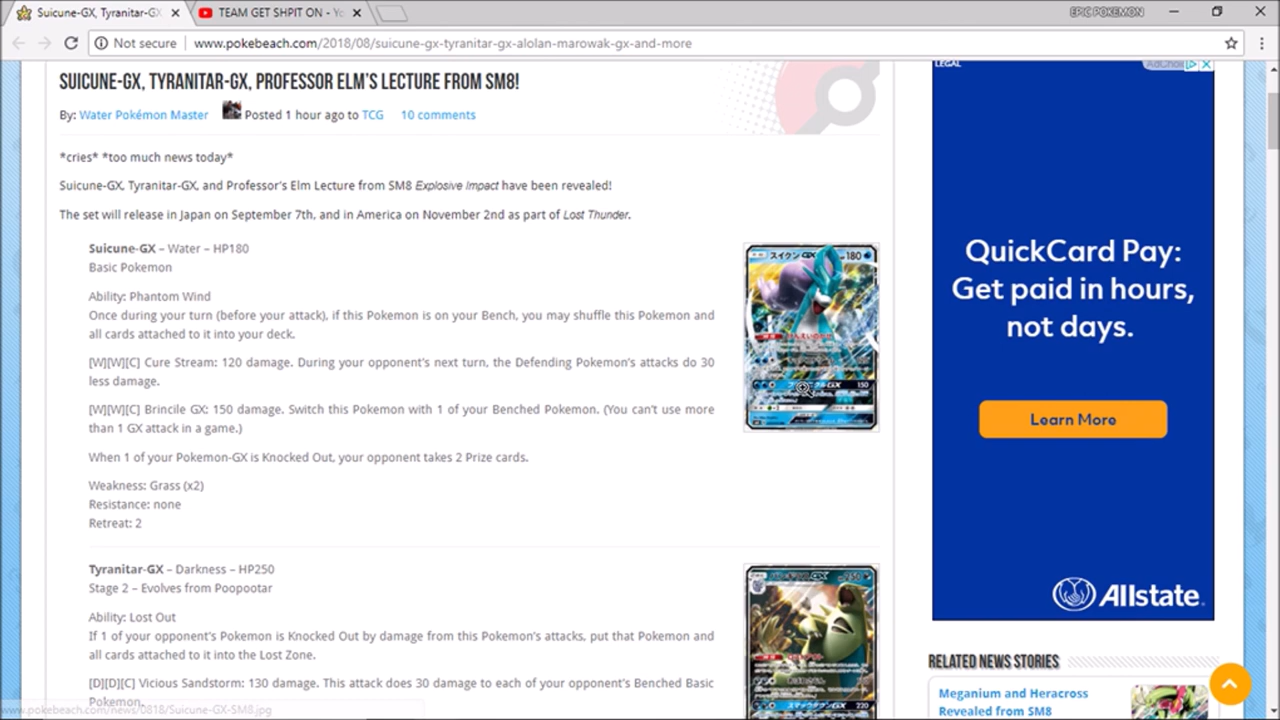 Suicune-GX, Tyranitar-GX
TEAM GET SHPIT ON - Yo
EPIC POKEMON
Not secure
www.pokebeach.com/2018/08/suicune-gx-tyranitar-gx-alolan-marowak-gx-and-more
SUICUNE-GX, TYRANITAR-GX, PROFESSOR ELM'S LECTURE FROM SM8!
By: Water Pokémon Master Posted 1 hour ago to TCG 10 comments
*cries* *too much news today*
Suicune-GX, Tyranitar-GX, and Professor's Elm Lecture from SM8 Explosive Impact have been revealed!
The set will release in Japan on September 7th, and in America on November 2nd as part of Lost Thunder.
Suicune-GX – Water – HP180
Basic Pokemon
Ability: Phantom Wind
Once during your turn (before your attack), if this Pokemon is on your Bench, you may shuffle this Pokemon and
all cards attached to it into your deck.
[W][W][C] Cure Stream: 120 damage. During your opponent's next turn, the Defending Pokemon's attacks do 30
less damage.
[W][W][C] Brincile GX: 150 damage. Switch this Pokemon with 1 of your Benched Pokemon. (You can't use more
than 1 GX attack in a game.)
When 1 of your Pokemon-GX is Knocked Out, your opponent takes 2 Prize cards.
Weakness: Grass (x2)
Resistance: none
Retreat: 2
スイクンGX 180
150
Tyranitar-GX – Darkness – HP250
Stage 2 – Evolves from Poopootar
Ability: Lost Out
If 1 of your opponent's Pokemon is Knocked Out by damage from this Pokemon's attacks, put that Pokemon and
all cards attached to it into the Lost Zone.
[D][D][C] Vicious Sandstorm: 130 damage. This attack does 30 damage to each of your opponent's Benched Basic
Pokemon.
250
220
www.pokebeach.com/news/0818/Suicune-GX-SM8.jpg
LEGAL
AdChoi
QuickCard Pay:
Get paid in hours,
not days.
Learn More
Allstate
RELATED NEWS STORIES
Meganium and Heracross
Revealed from SM8